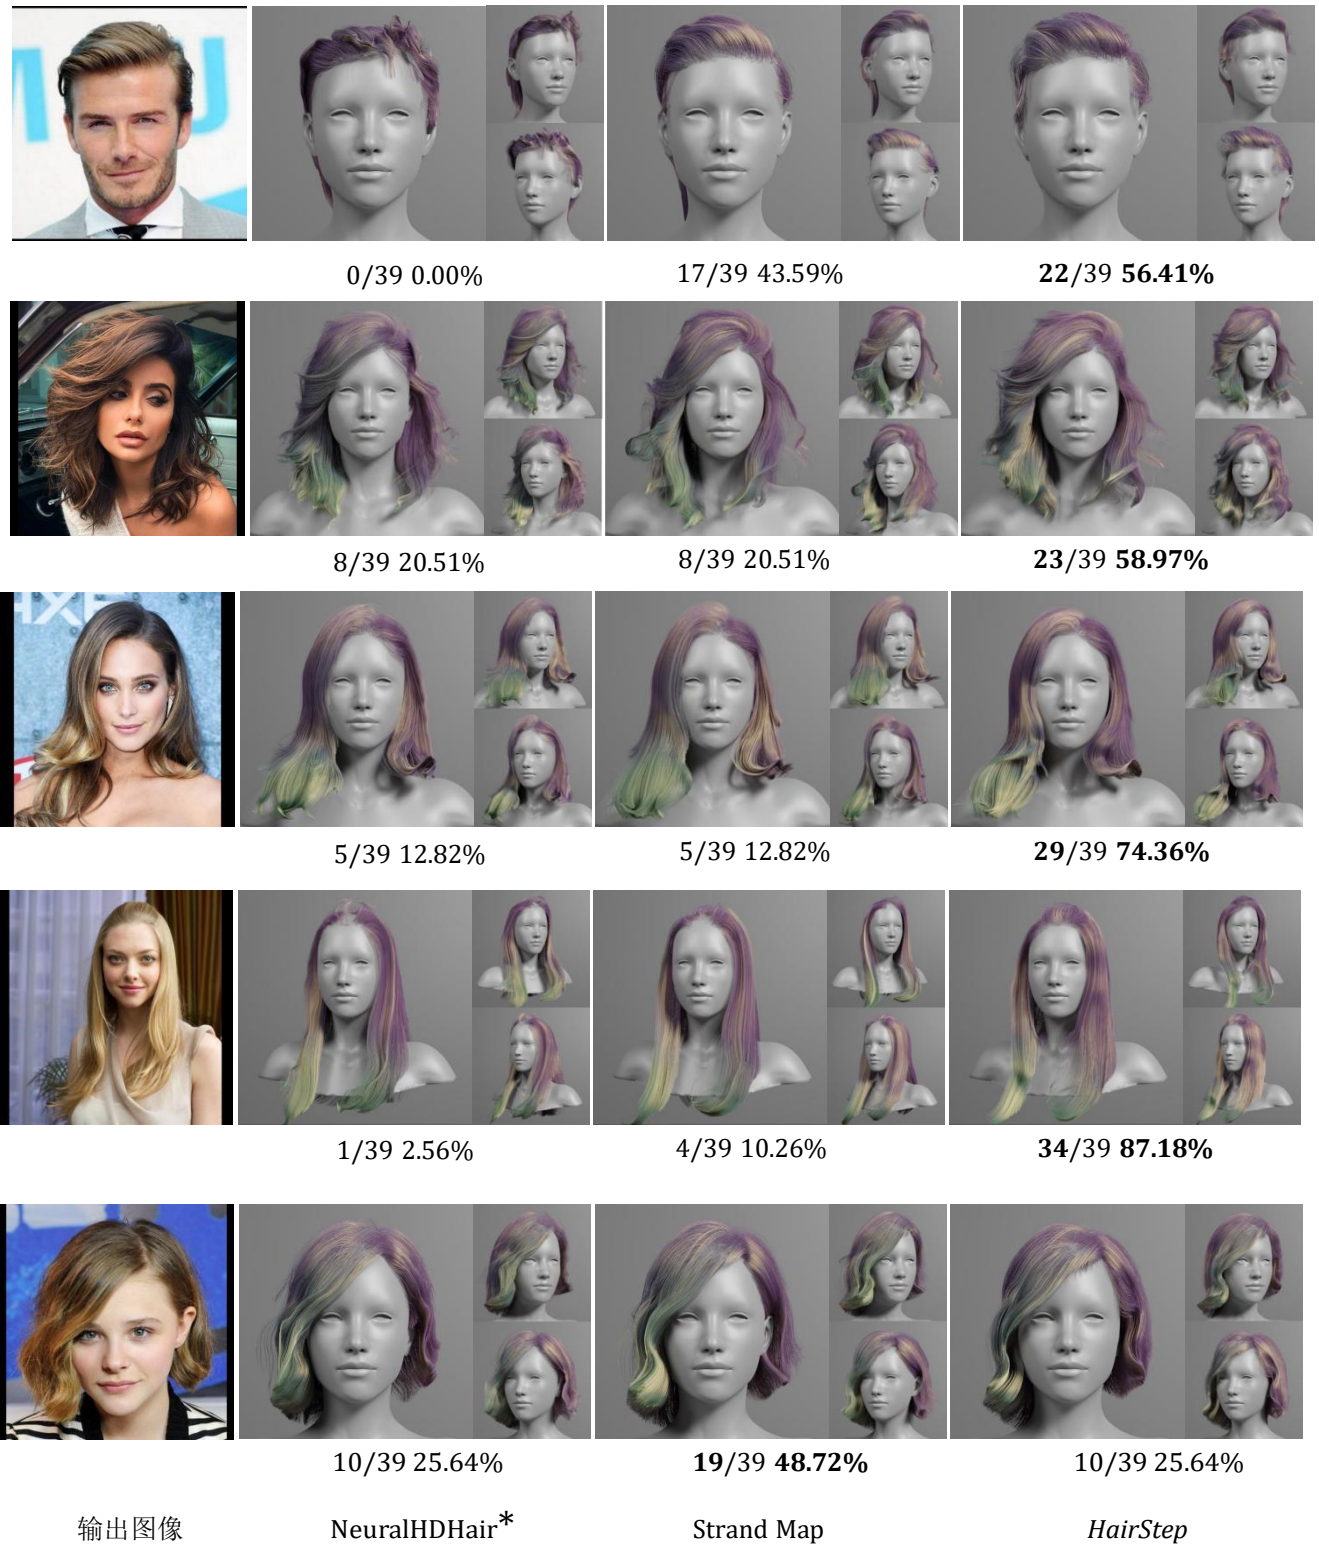 0/39 0.00% 17/39 43.59% 22/39 56.41%
8/39 20.51% 8/39 20.51% 23/39 58.97%
5/39 12.82% 5/39 12.82% 29/39 74.36%
1/39 2.56% 4/39 10.26% 34/39 87.18%
10/39 25.64% 19/39 48.72% 10/39 25.64%
输出图像 NeuralHDHair* Strand Map HairStep